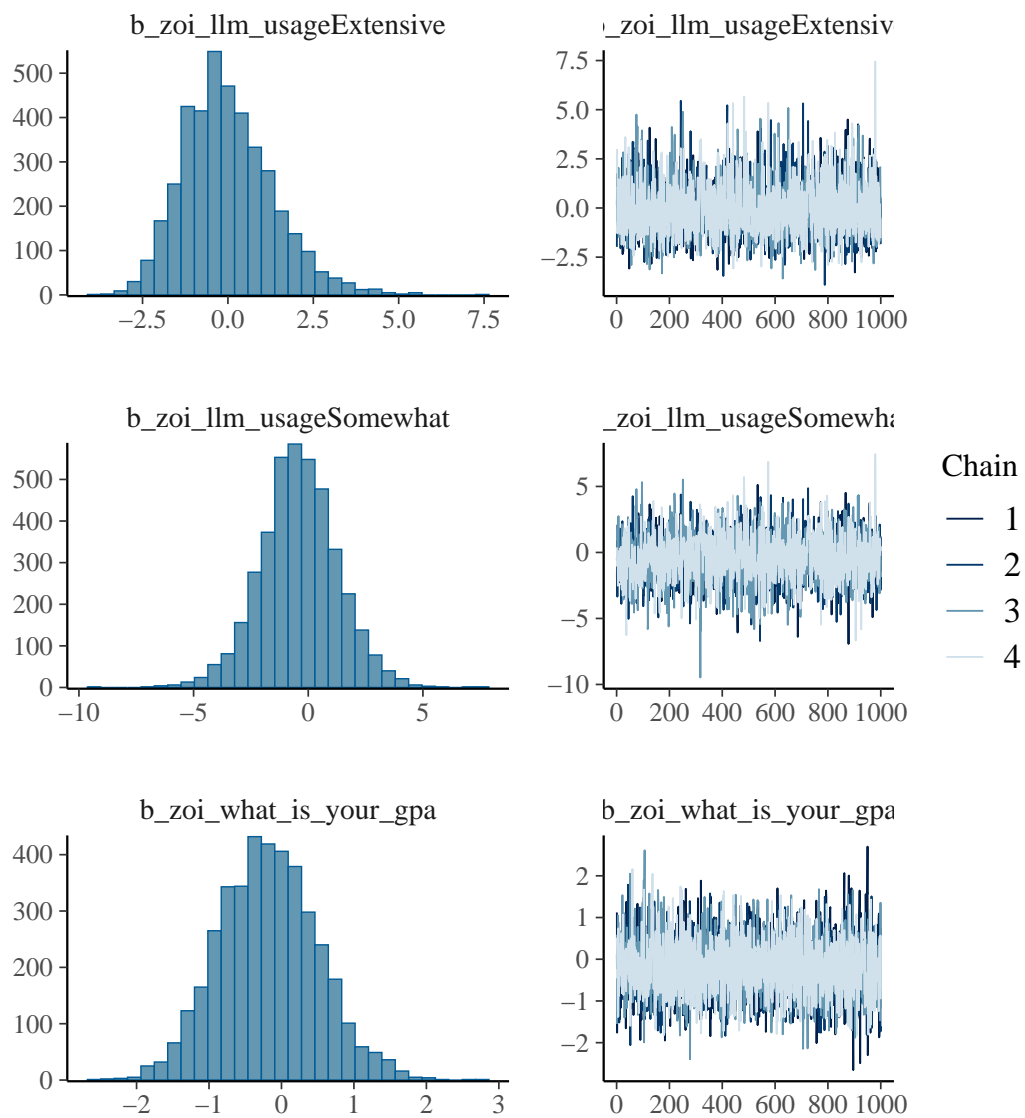 b_zoi_llm_usageExtensive
_zoi_llm_usageExtensiv
500
400
300
200
100
0
−2.5 0.0 2.5 5.0 7.5
7.5
5.0
2.5
0.0
−2.5
0 200 400 600 800 1000
b_zoi_llm_usageSomewhat
_zoi_llm_usageSomewha
500
400
300
200
100
0
−10 −5 0 5
5
0
−5
−10
0 200 400 600 800 1000
Chain
1
2
3
4
b_zoi_what_is_your_gpa
b_zoi_what_is_your_gpa
400
300
200
100
0
−2 −1 0 1 2 3
2
1
0
−1
−2
0 200 400 600 800 1000